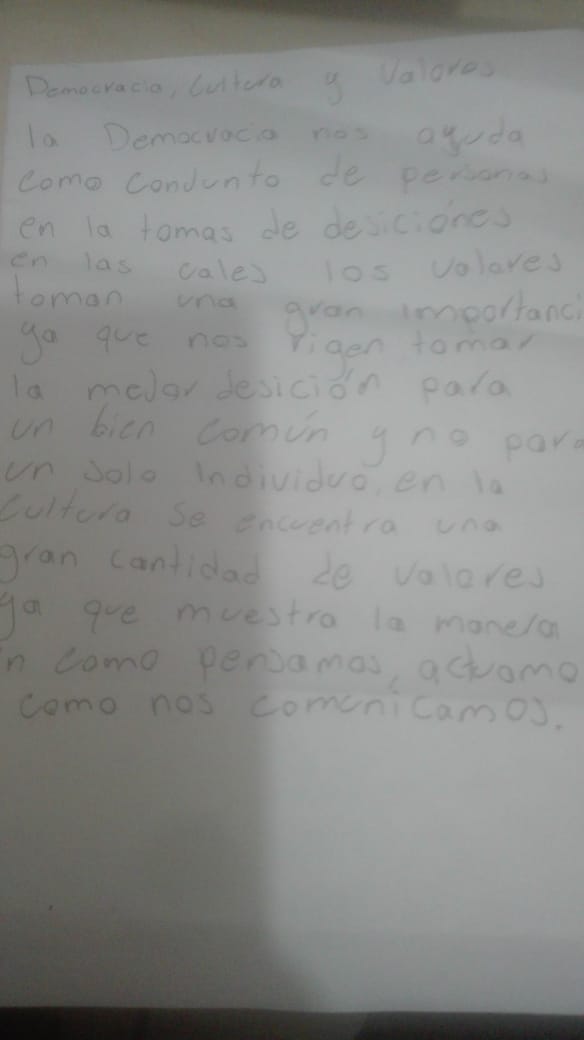 Democracia, Cultura y Valores
la Democracia nos ayuda
como condunto de personas
en la tomas de desiciónes
en las cales los valores
toman una gran importanci
ya que nos rigen tomar
la mejor desición para
un bien común y no para
un solo individuo, en la
cultura se encuentra una
gran cantidad de valores
ya que muestra la manera
n como pensamos, actuamo
como nos comunicamos.